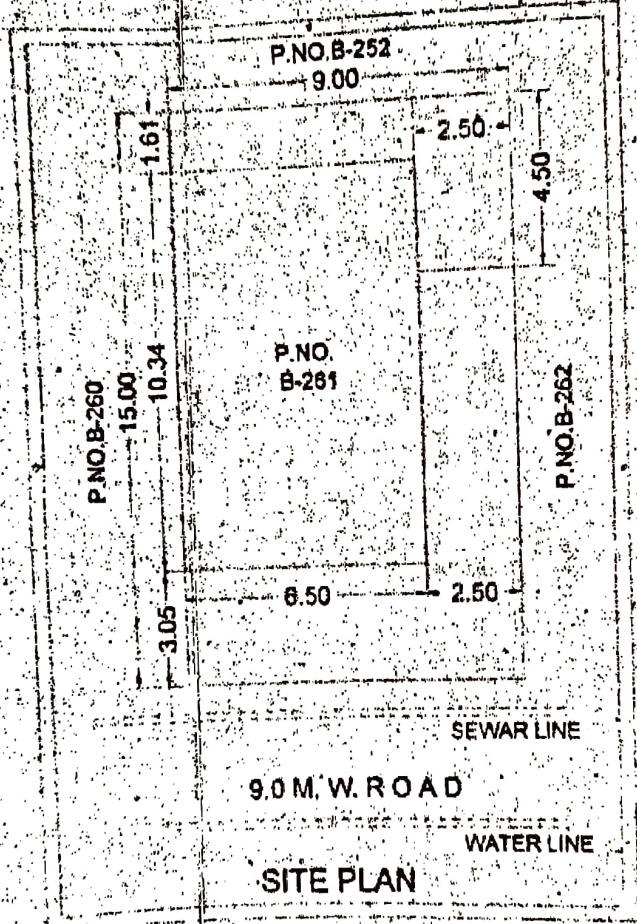 P.NO.B-252
9.00
2.50
4.50
1.61
10.34
15.00
P.NO.B-260
P.NO.
B-261
P.NO.B-262
6.50
2.50
3.05
SEWAR LINE
9.0 M. W. ROAD
WATER LINE
SITE PLAN